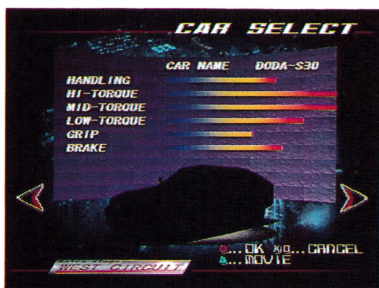 CAR SELECT
CAR NAME DODA-S30
HANDLING
HI-TORQUE
MID-TORQUE
LOW-TORQUE
GRIP
BRAKE
...OK ×□...CANCEL
△...MOVIE
WEST CIRCUIT